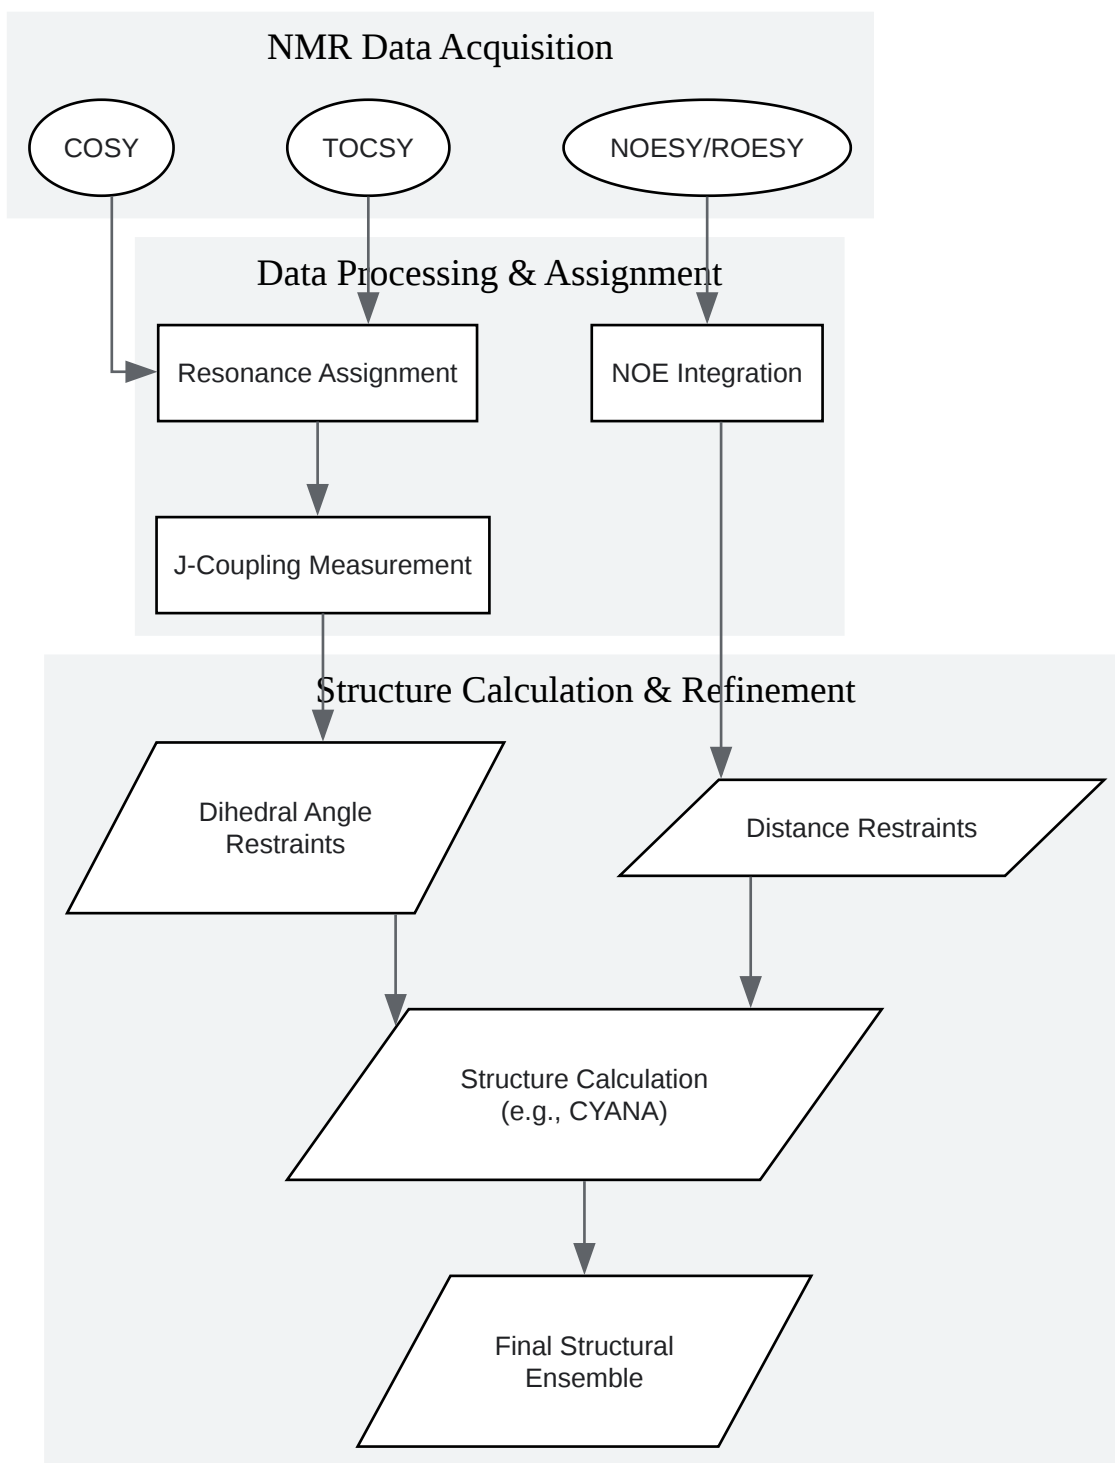 NMR Data Acquisition
COSY
TOCSY
NOESY/ROESY
Data Processing & Assignment
Resonance Assignment
NOE Integration
J-Coupling Measurement
Structure Calculation & Refinement
Dihedral Angle
Restraints
Distance Restraints
Structure Calculation
(e.g., CYANA)
Final Structural
Ensemble